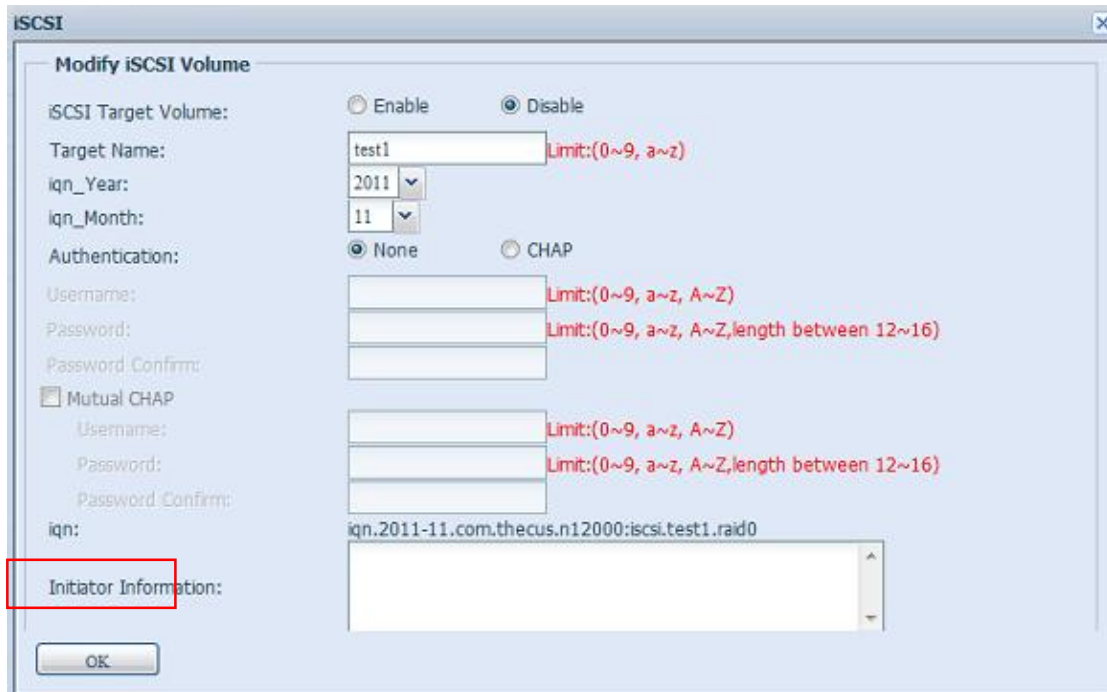 iSCSI
Modify iSCSI Volume
iSCSI Target Volume: Enable Disable
Target Name: test1 Limit:(0~9, a~z)
iqn_Year: 2011
iqn_Month: 11
Authentication: None CHAP
Username: Limit:(0~9, a~z, A~Z)
Password: Limit:(0~9, a~z, A~Z,length between 12~16)
Password Confirm:
Mutual CHAP
Username: Limit:(0~9, a~z, A~Z)
Password: Limit:(0~9, a~z, A~Z,length between 12~16)
Password Confirm:
iqn: iqn.2011-11.com.thecus.n12000:iscsi.test1.raid0
Initiator Information:
OK